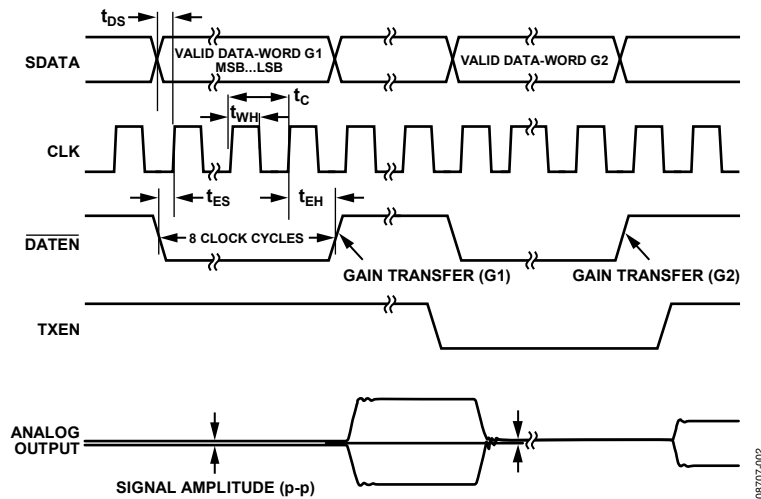 tDS
SDATA
VALID DATA-WORD G1
MSB...LSB
VALID DATA-WORD G2
tC
tWH
CLK
tES
tEH
DATEN
8 CLOCK CYCLES
GAIN TRANSFER (G1)
GAIN TRANSFER (G2)
TXEN
ANALOG
OUTPUT
SIGNAL AMPLITUDE (p-p)
08707-002